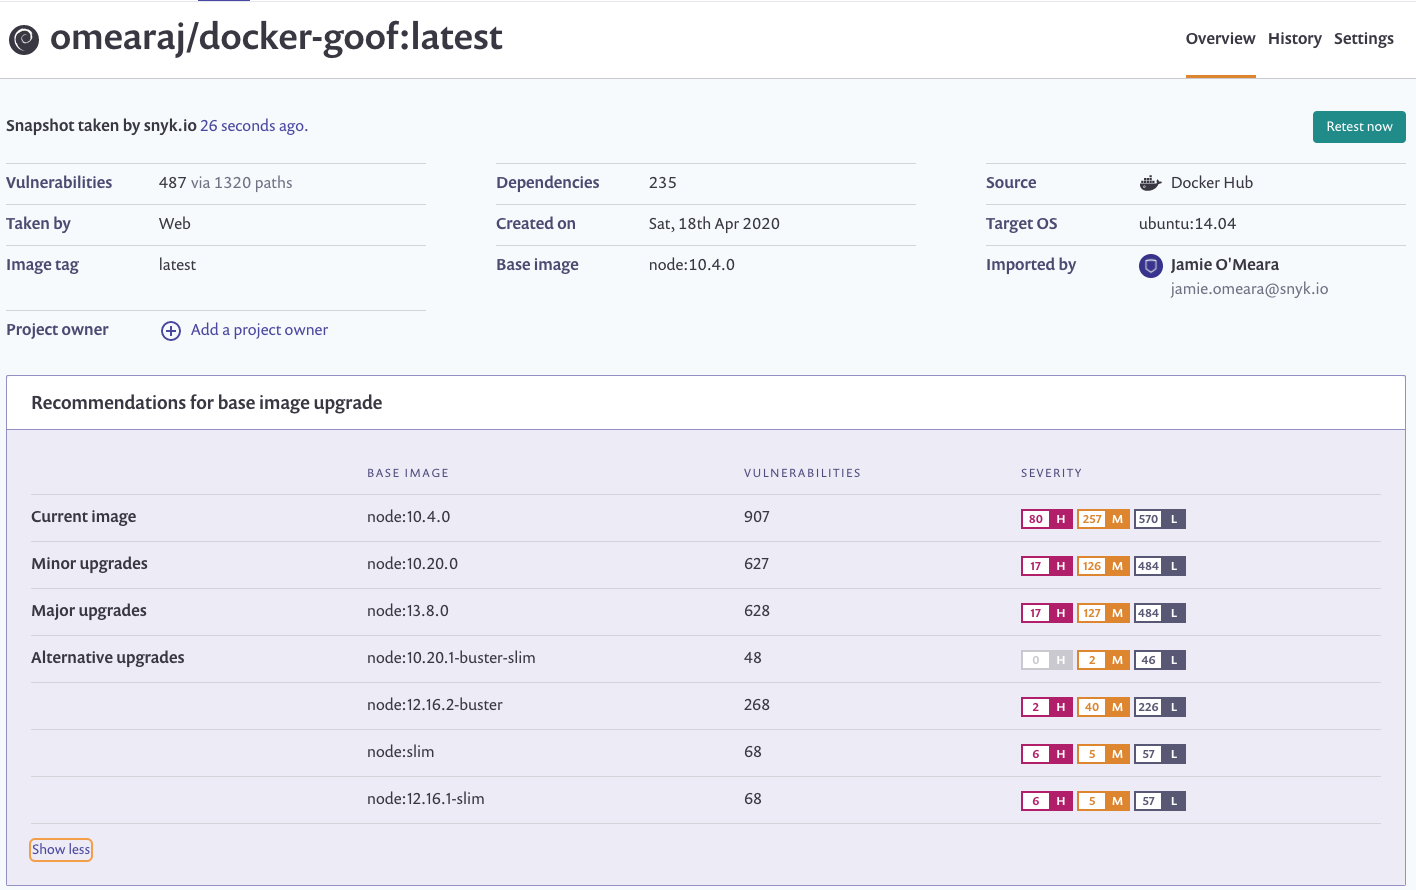 omearaj/docker-goof:latest
Overview History Settings
Snapshot taken by snyk.io 26 seconds ago.
Retest now
Vulnerabilities 487 via 1320 paths
Dependencies 235
Source Docker Hub
Taken by Web
Created on Sat, 18th Apr 2020
Target OS ubuntu:14.04
Image tag latest
Base image node:10.4.0
Imported by Jamie O'Meara
jamie.omeara@snyk.io
Project owner Add a project owner
Recommendations for base image upgrade
BASE IMAGE VULNERABILITIES SEVERITY
Current image node:10.4.0 907 80 H 257 M 570 L
Minor upgrades node:10.20.0 627 17 H 126 M 484 L
Major upgrades node:13.8.0 628 17 H 127 M 484 L
Alternative upgrades node:10.20.1-buster-slim 48 0 H 2 M 46 L
node:12.16.2-buster 268 2 H 40 M 226 L
node:slim 68 6 H 5 M 57 L
node:12.16.1-slim 68 6 H 5 M 57 L
Show less